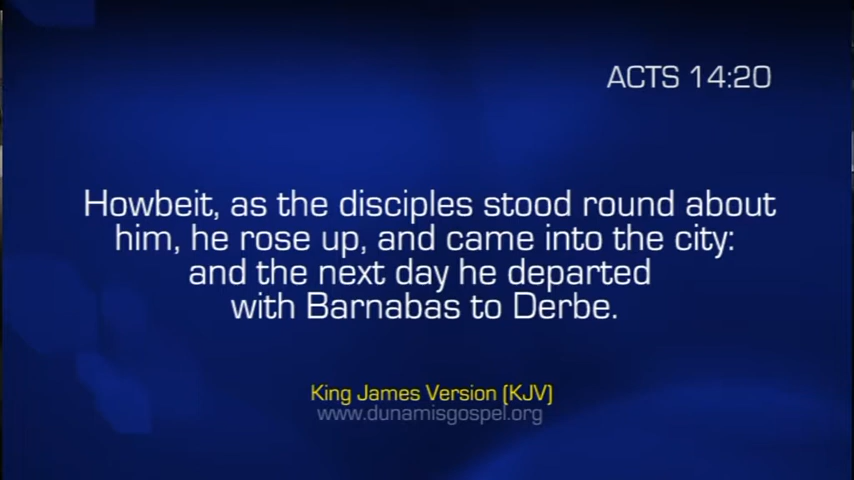 ACTS 14:20
Howbeit, as the disciples stood round about
him, he rose up, and came into the city:
and the next day he departed
with Barnabas to Derbe.
King James Version (KJV)
www.dunamisgospel.org